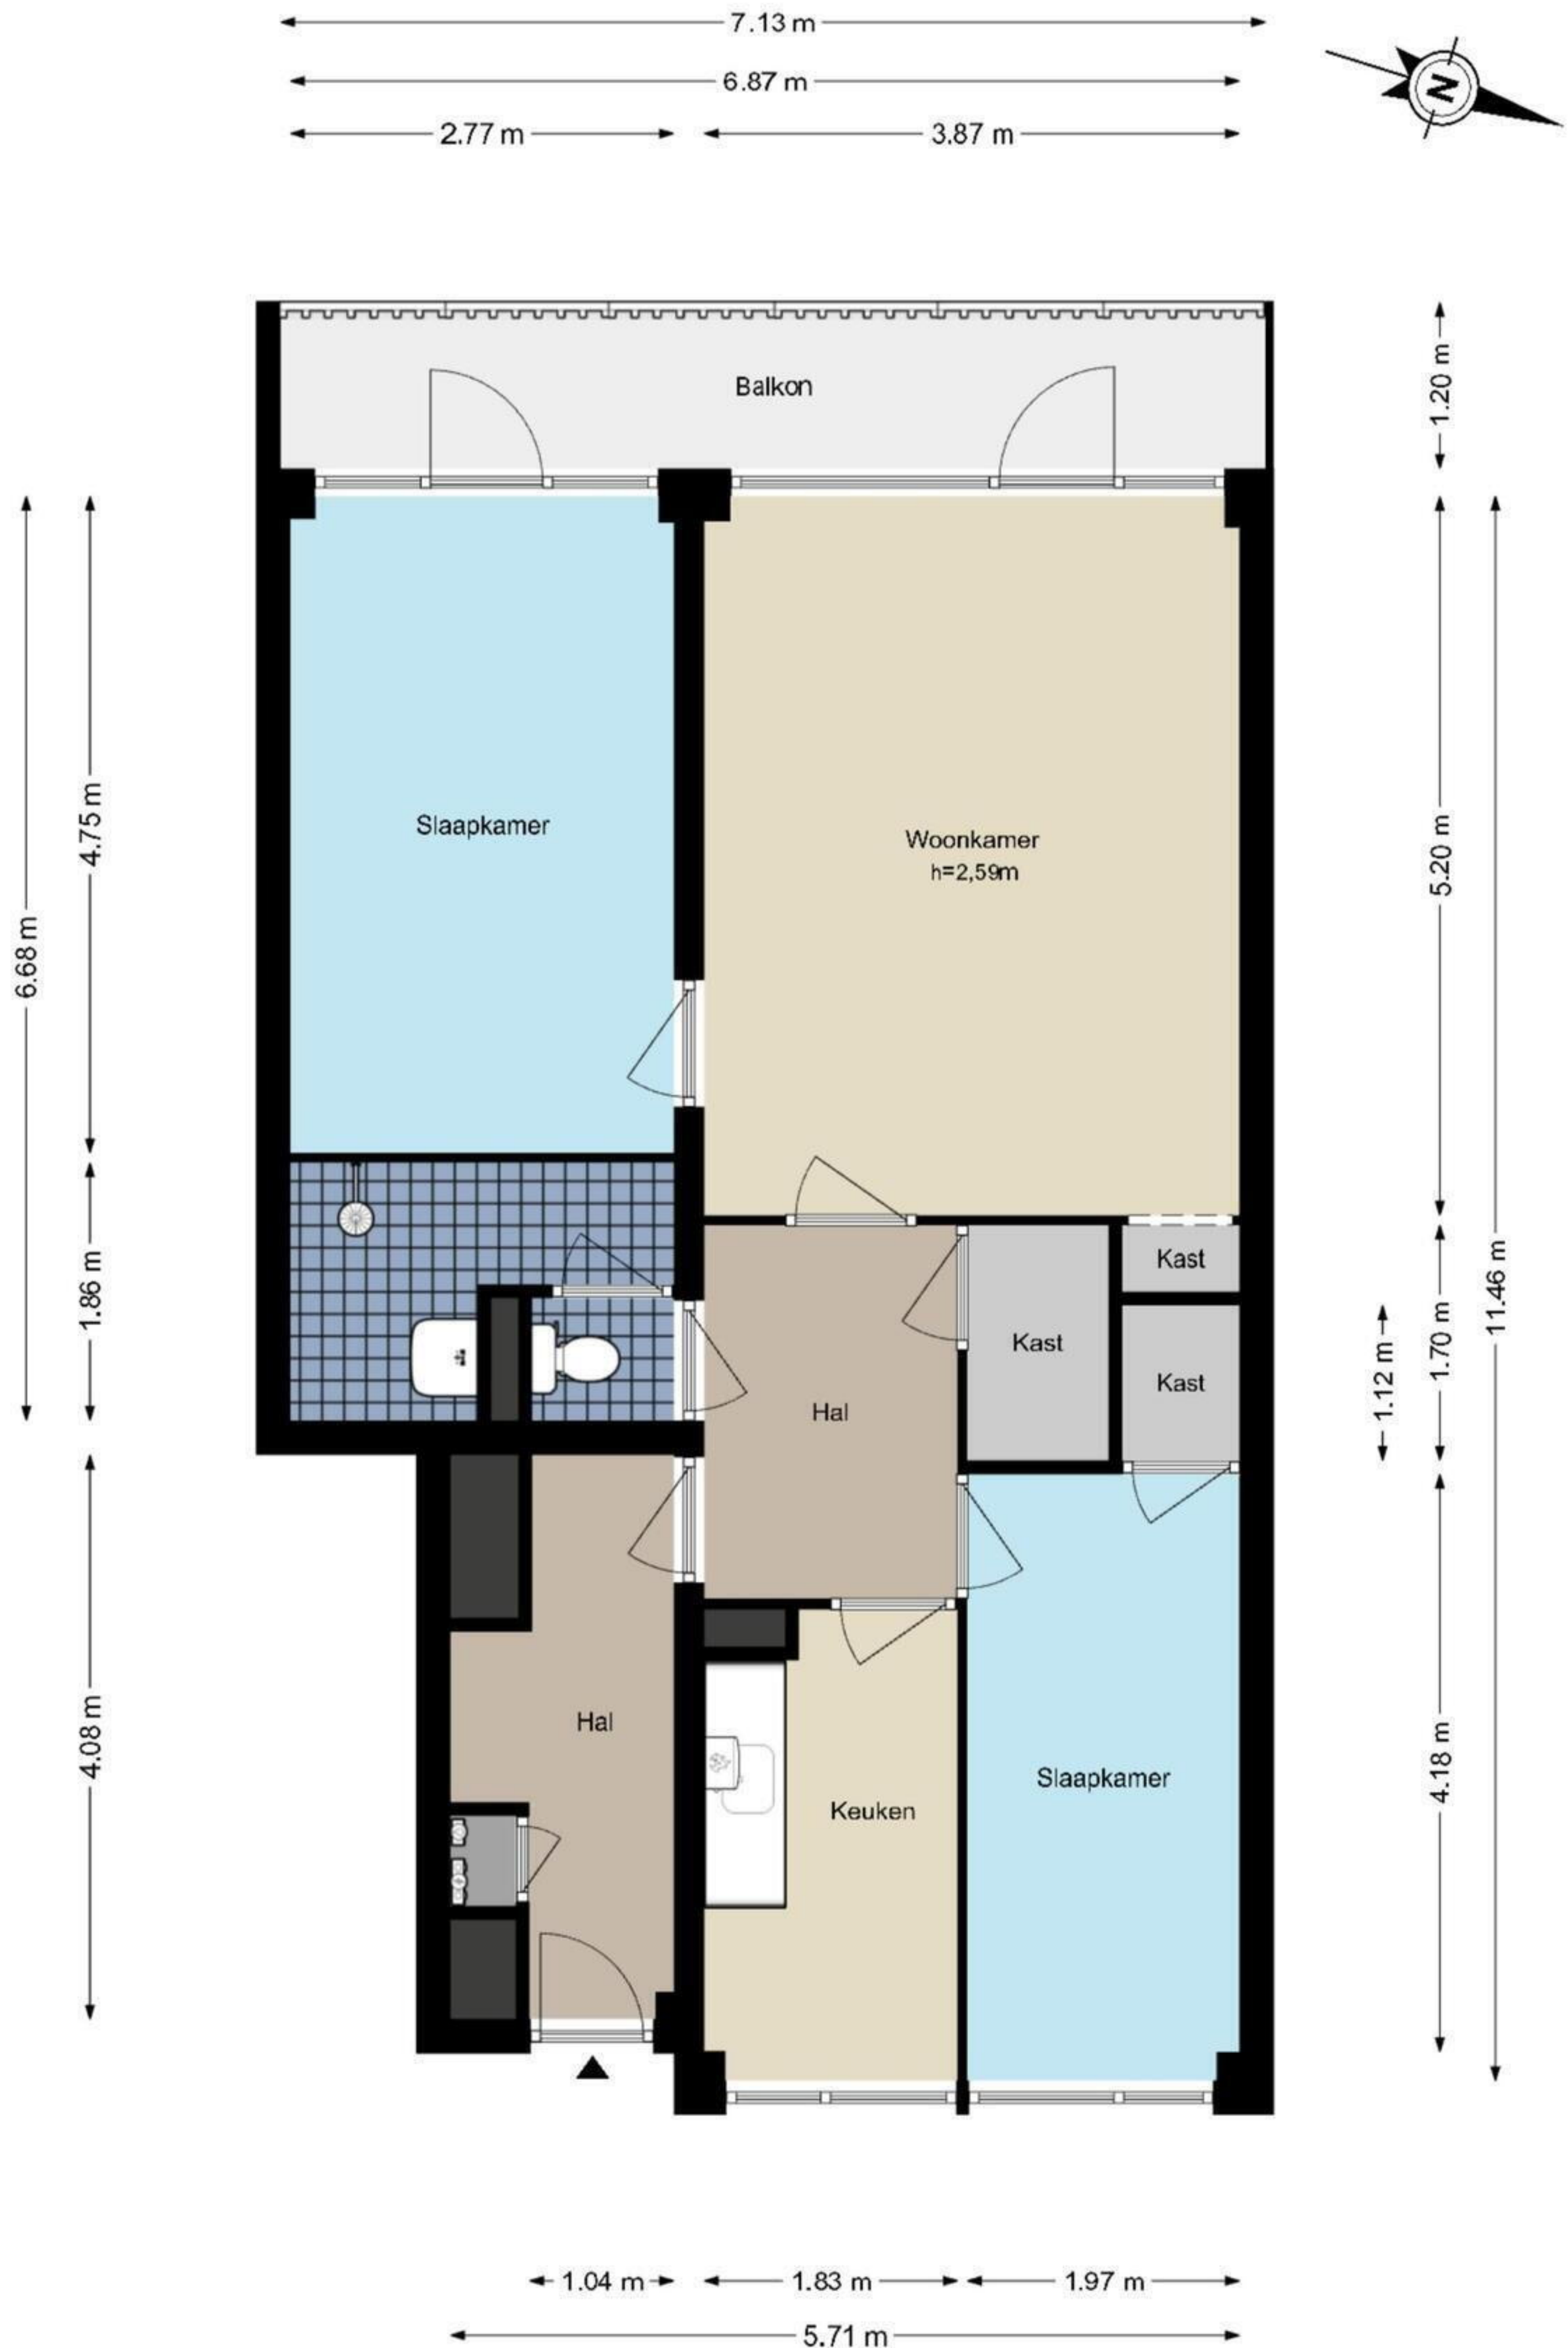 7.13 m
6.87 m
2.77 m
3.87 m
N
Balkon
1.20 m
4.75 m
6.68 m
Slaapkamer
Woonkamer
h=2,59m
5.20 m
1.86 m
Kast
Kast
Kast
Hal
1.12 m
1.70 m
11.46 m
4.08 m
Hal
Keuken
Slaapkamer
4.18 m
1.04 m
1.83 m
1.97 m
5.71 m